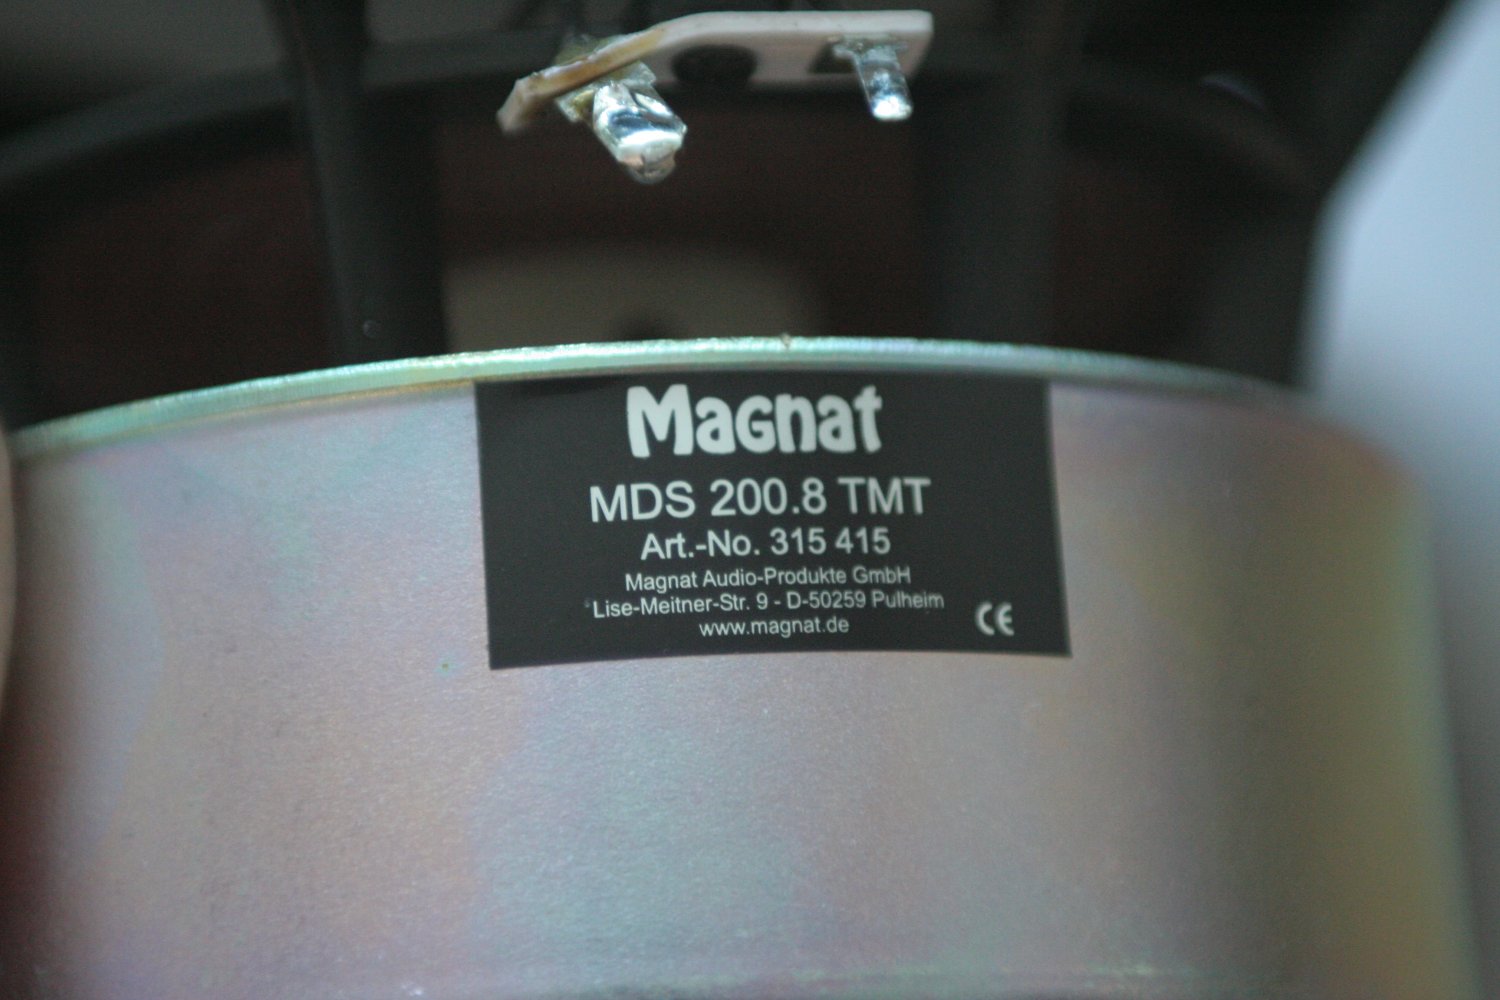 Magnat
MDS 200.8 TMT
Art.-No. 315 415
Magnat Audio-Produkte GmbH
Lise-Meitner-Str. 9 - D-50259 Pulheim
www.magnat.de
CE